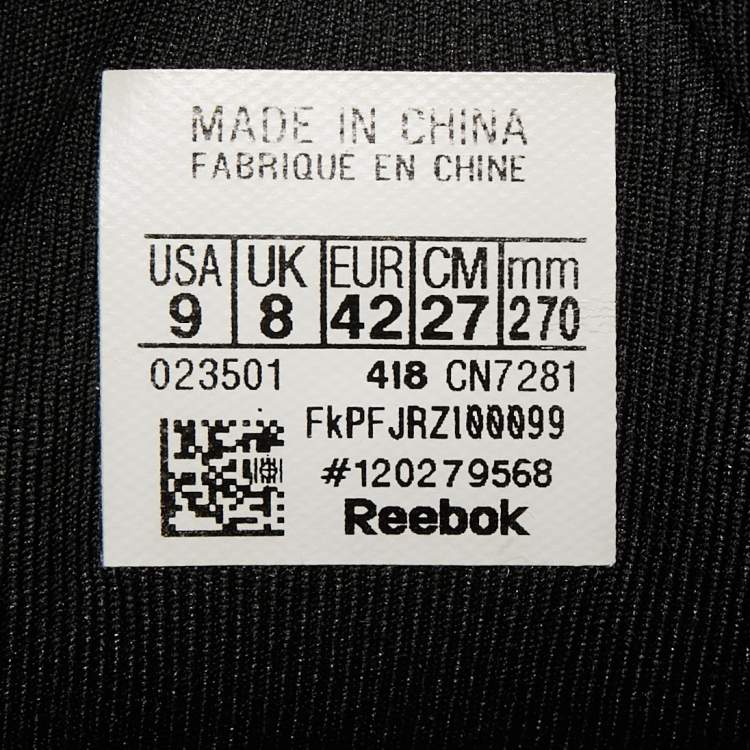 MADE IN CHINA
FABRIQUÉ EN CHINE
USA UK EUR CM mm
9 8 42 27 270
023501 418 CN7281
FkPFJRZ100099
#120279568
Reebok